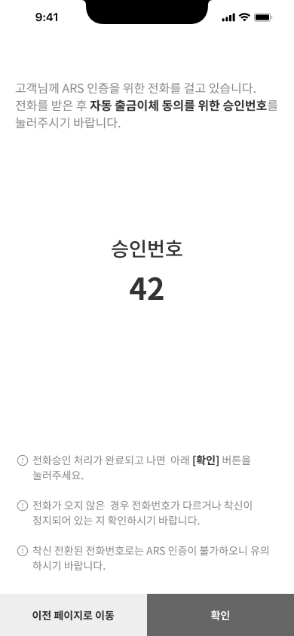 9:41
고객님께 ARS 인증을 위한 전화를 걸고 있습니다.
전화를 받은 후 자동 출금이체 동의를 위한 승인번호를
눌러주시기 바랍니다.
승인번호
42
전화승인 처리가 완료되고 나면 아래 [확인] 버튼을
눌러주세요.
전화가 오지 않은 경우 전화번호가 다르거나 착신이
정지되어 있는 지 확인하시기 바랍니다.
착신 전환된 전화번호로는 ARS 인증이 불가하오니 유의
하시기 바랍니다.
이전 페이지로 이동
확인